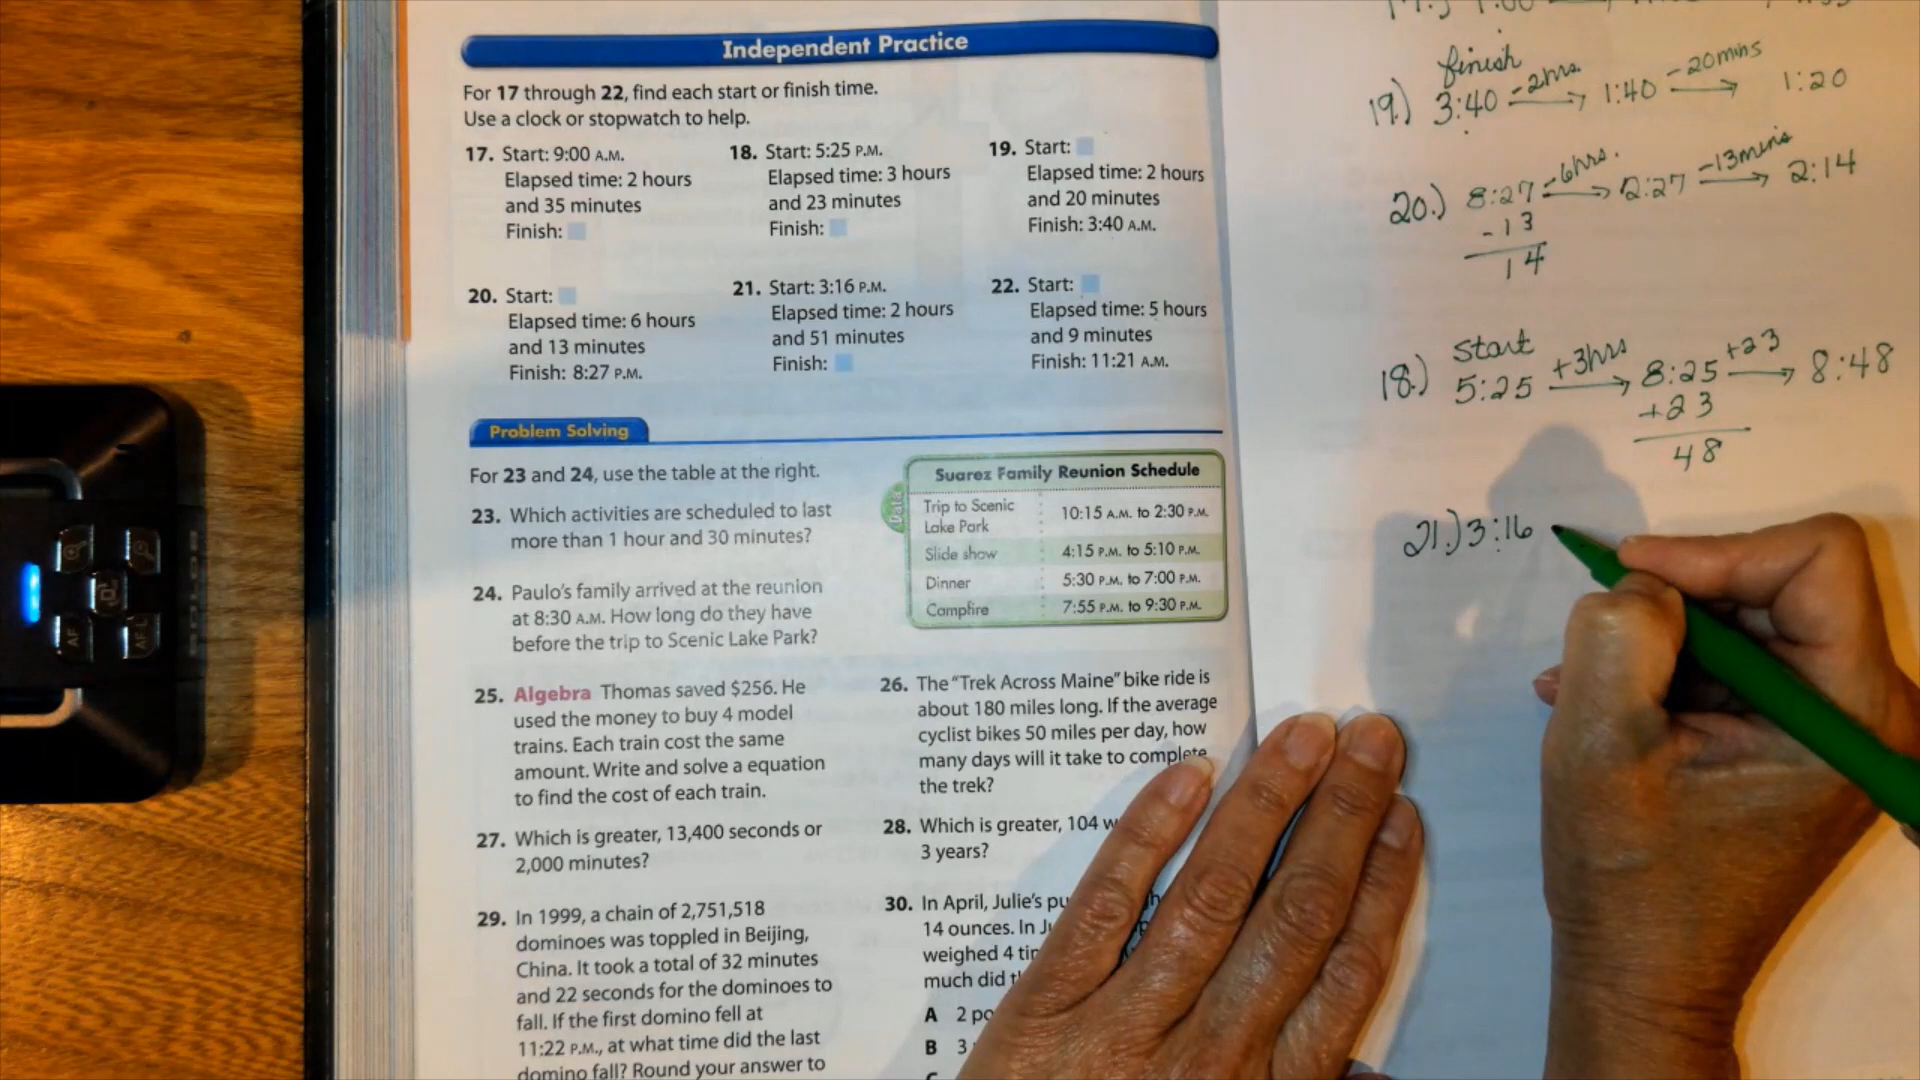 Independent Practice
For 17 through 22, find each start or finish time.
Use a clock or stopwatch to help.
17. Start: 9:00 A.M.
Elapsed time: 2 hours
and 35 minutes
Finish:
18. Start: 5:25 P.M.
Elapsed time: 3 hours
and 23 minutes
Finish:
19. Start:
Elapsed time: 2 hours
and 20 minutes
Finish: 3:40 A.M.
20. Start:
Elapsed time: 6 hours
and 13 minutes
Finish: 8:27 P.M.
21. Start: 3:16 P.M.
Elapsed time: 2 hours
and 51 minutes
Finish:
22. Start:
Elapsed time: 5 hours
and 9 minutes
Finish: 11:21 A.M.
Problem Solving
For 23 and 24, use the table at the right.
23. Which activities are scheduled to last
more than 1 hour and 30 minutes?
24. Paulo's family arrived at the reunion
at 8:30 A.M. How long do they have
before the trip to Scenic Lake Park?
Data
Suarez Family Reunion Schedule
Trip to Scenic
Lake Park
10:15 A.M. to 2:30 P.M.
Slide show 4:15 P.M. to 5:10 P.M.
Dinner 5:30 P.M. to 7:00 P.M.
Campfire 7:55 P.M. to 9:30 P.M.
25. Algebra Thomas saved $256. He
used the money to buy 4 model
trains. Each train cost the same
amount. Write and solve a equation
to find the cost of each train.
26. The "Trek Across Maine" bike ride is
about 180 miles long. If the average
cyclist bikes 50 miles per day, how
many days will it take to complete
the trek?
27. Which is greater, 13,400 seconds or
2,000 minutes?
28. Which is greater, 104 w
3 years?
29. In 1999, a chain of 2,751,518
dominoes was toppled in Beijing,
China. It took a total of 32 minutes
and 22 seconds for the dominoes to
fall. If the first domino fell at
11:22 P.M., at what time did the last
domino fall? Round your answer to
30. In April, Julie's pu
14 ounces. In
weighed 4
much did
A 2
B 3
finish
19.) 3:40 -2hrs. → 1:40 -20mins → 1:20
20.) 8:27 -6hrs. → 2:27 -13mins → 2:14
-13
14
start
18.) 5:25 +3hrs → 8:25 +23 → 8:48
+23
48
21.) 3:16
AF
AF-L